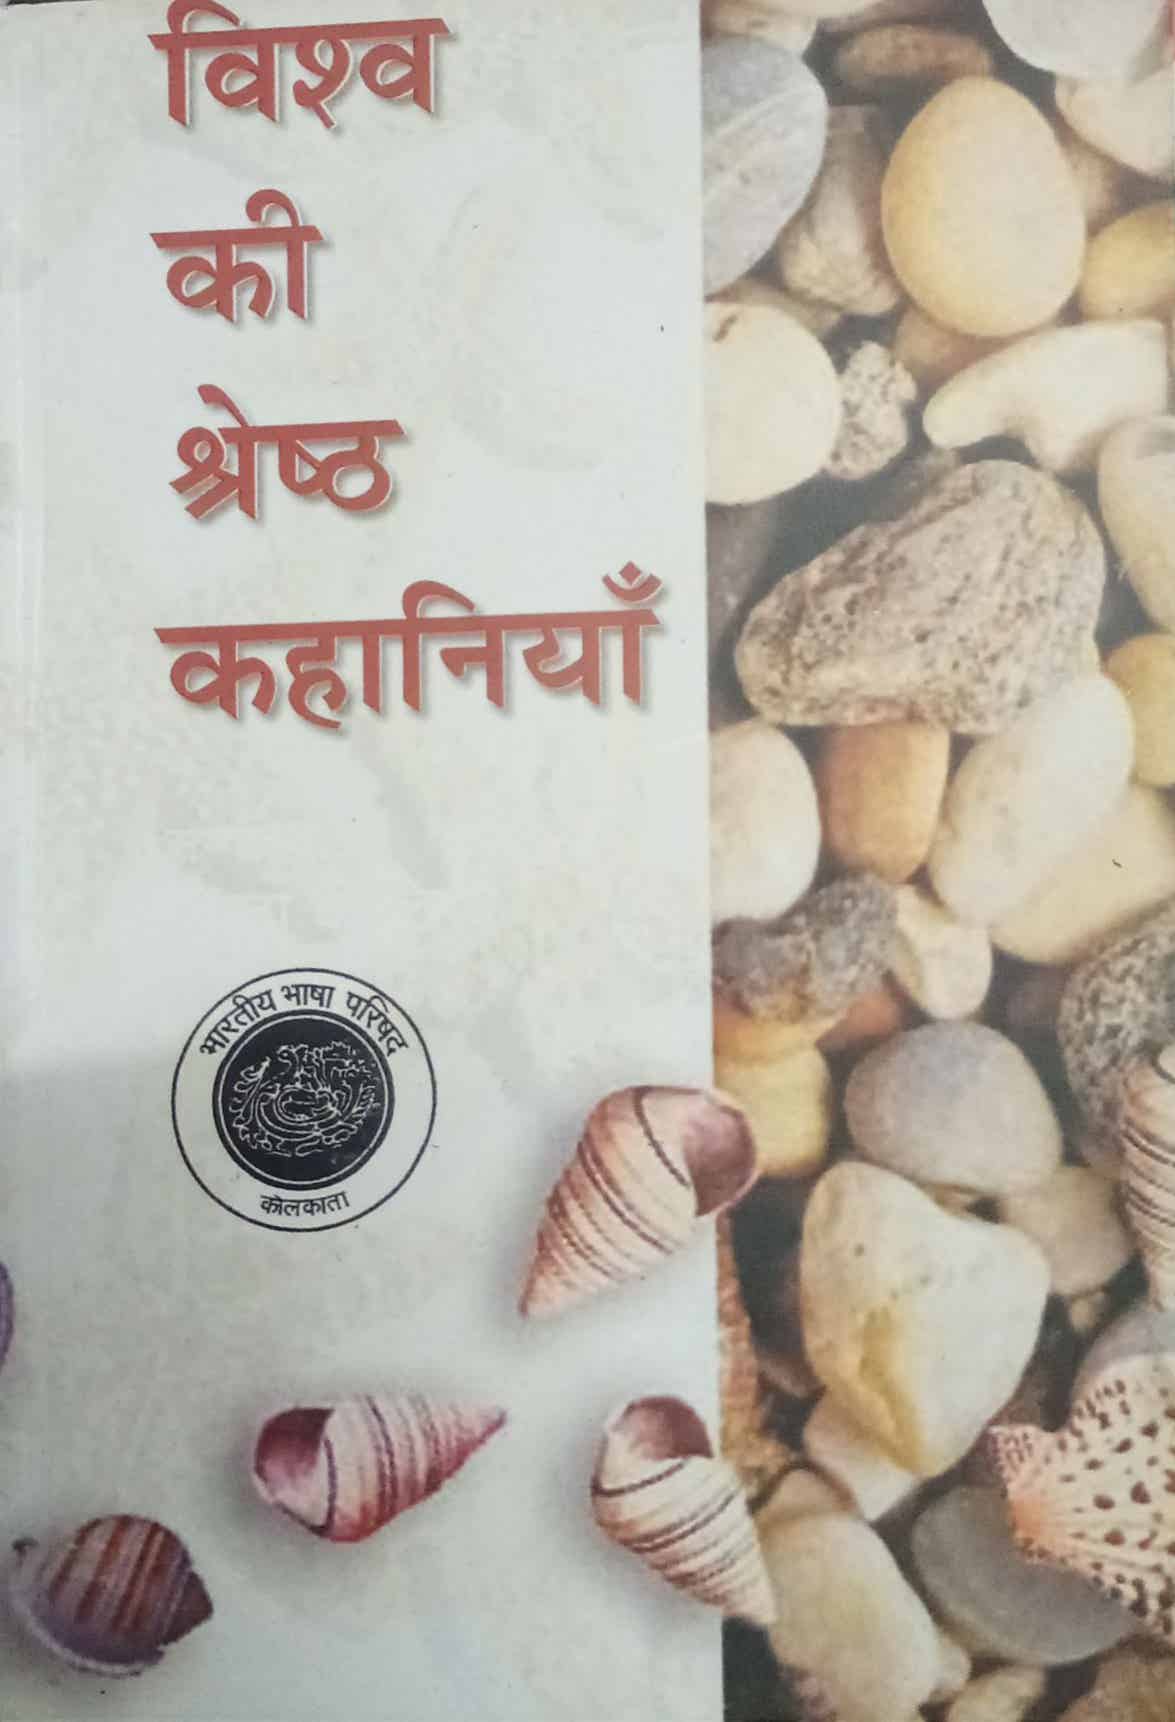 विश्व
की
श्रेष्ठ
कहानियाँ
भारतीय भाषा परिषद
कोलकाता